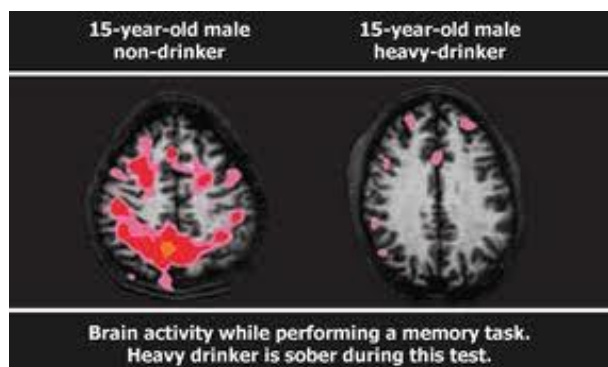 15-year-old male
non-drinker
15-year-old male
heavy-drinker
Brain activity while performing a memory task.
Heavy drinker is sober during this test.